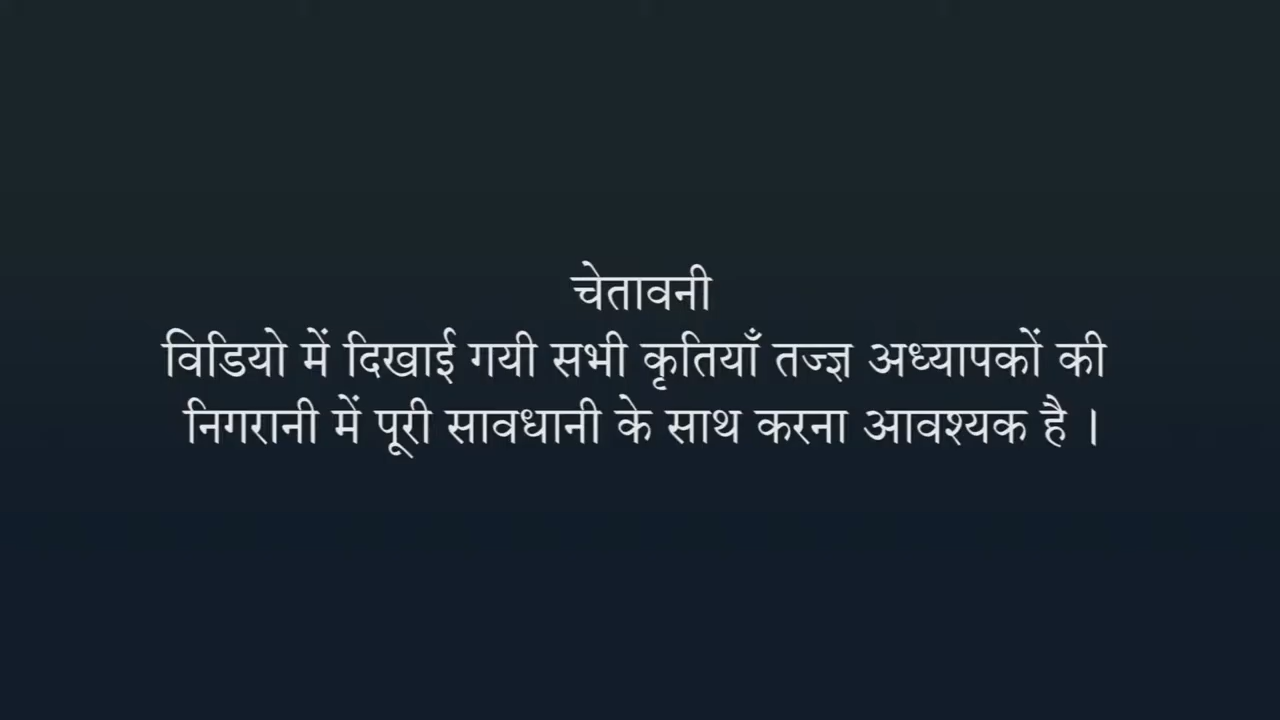 चेतावनी
विडियो में दिखाई गयी सभी कृतियाँ तज्ज्ञ अध्यापकों की
निगरानी में पूरी सावधानी के साथ करना आवश्यक है ।